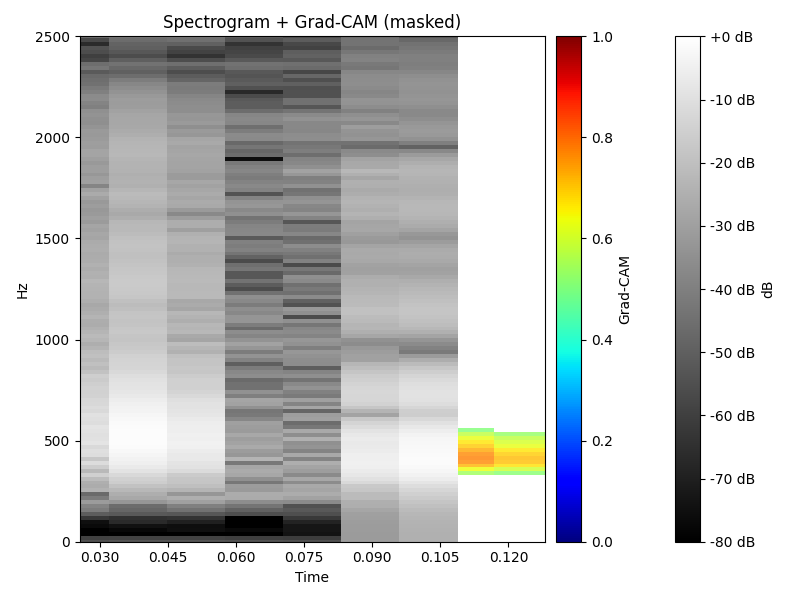 Spectrogram + Grad-CAM (masked)
2500
2000
1500
1000
500
0
Hz
0.030
0.045
0.060
0.075
0.090
0.105
0.120
Time
1.0
0.8
0.6
0.4
0.2
0.0
Grad-CAM
+0 dB
-10 dB
-20 dB
-30 dB
-40 dB
-50 dB
-60 dB
-70 dB
-80 dB
dB